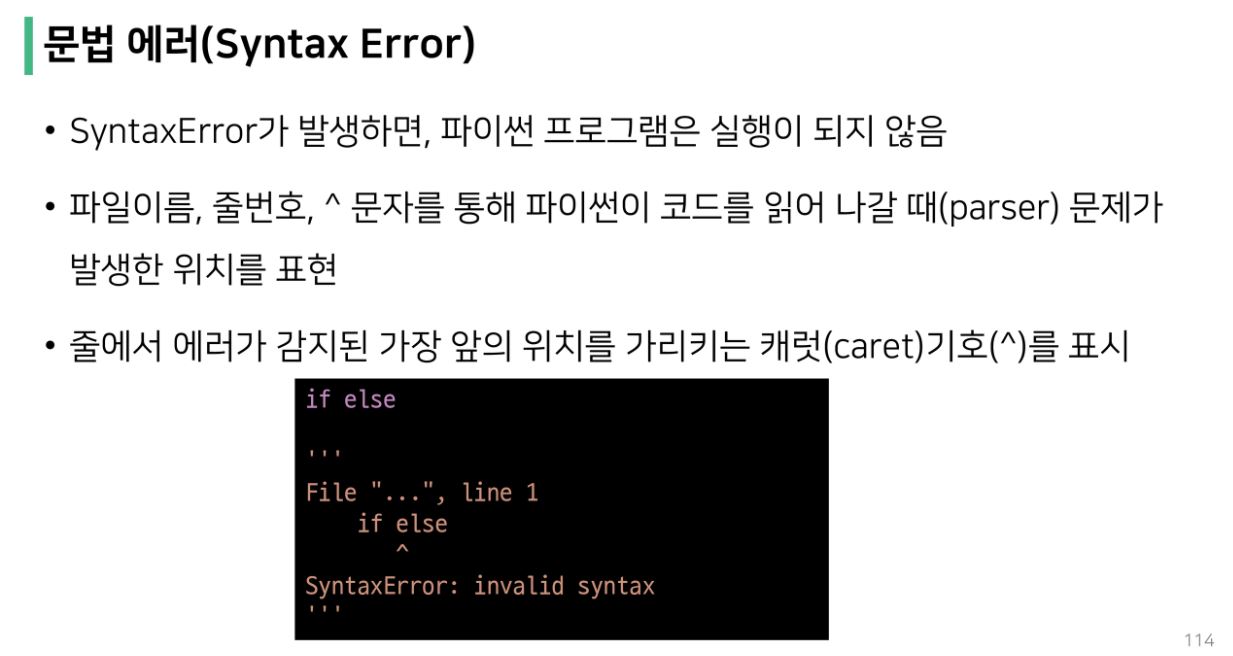 문법 에러(Syntax Error)
• SyntaxError가 발생하면, 파이썬 프로그램은 실행이 되지 않음
• 파일이름, 줄번호, ^ 문자를 통해 파이썬이 코드를 읽어 나갈 때(parser) 문제가
발생한 위치를 표현
• 줄에서 에러가 감지된 가장 앞의 위치를 가리키는 캐럿(caret)기호(^)를 표시
if else
'''
File "...", line 1
    if else
       ^
SyntaxError: invalid syntax
'''
114